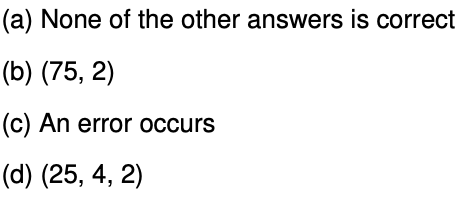 (a) None of the other answers is correct
(b) (75, 2)
(c) An error occurs
(d) (25, 4, 2)